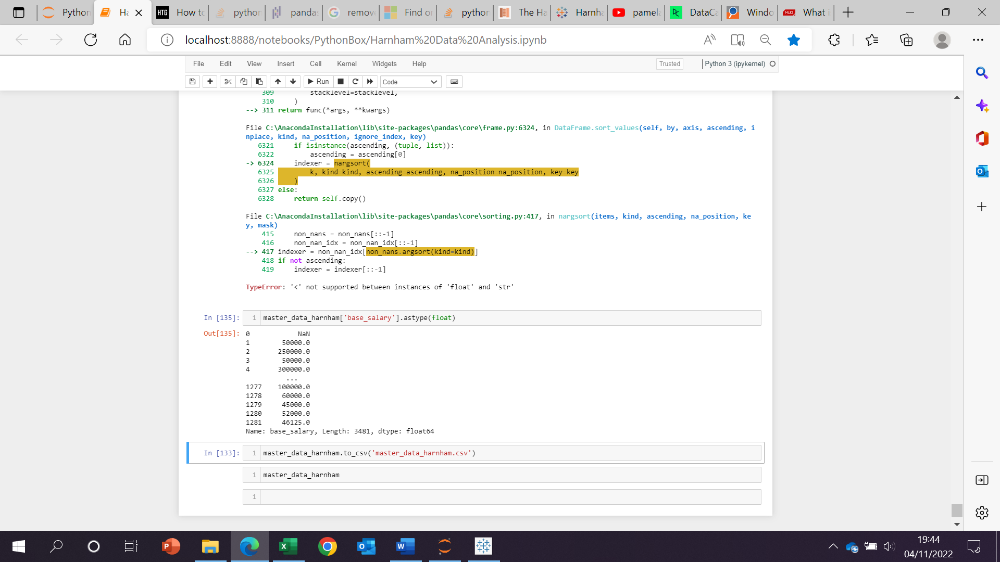 Python
Ha
How to
python
pandas
remove
Find or
python
The Ha
Harnha
pamela
DataCa
Windo
What i
localhost:8888/notebooks/PythonBox/Harnham%20Data%20Analysis.ipynb
File Edit View Insert Cell Kernel Widgets Help
Trusted
Python 3 (ipykernel)
Run
Code
309 stacklevel=stacklevel,
310 )
--> 311 return func(*args, **kwargs)
File C:\AnacondaInstallation\lib\site-packages\pandas\core\frame.py:6324, in DataFrame.sort_values(self, by, axis, ascending, i
nplace, kind, na_position, ignore_index, key)
6321 if isinstance(ascending, (tuple, list)):
6322 ascending = ascending[0]
-> 6324 indexer = nargsort(
6325 k, kind=kind, ascending=ascending, na_position=na_position, key=key
6326 )
6327 else:
6328 return self.copy()
File C:\AnacondaInstallation\lib\site-packages\pandas\core\sorting.py:417, in nargsort(items, kind, ascending, na_position, ke
y, mask)
415 non_nans = non_nans[::-1]
416 non_nan_idx = non_nan_idx[::-1]
--> 417 indexer = non_nan_idx[non_nans.argsort(kind=kind)]
418 if not ascending:
419 indexer = indexer[::-1]
TypeError: '<' not supported between instances of 'float' and 'str'
In [135]: 1 master_data_harnham['base_salary'].astype(float)
Out[135]: 0 NaN
1 50000.0
2 250000.0
3 50000.0
4 300000.0
...
1277 100000.0
1278 60000.0
1279 45000.0
1280 52000.0
1281 46125.0
Name: base_salary, Length: 3481, dtype: float64
In [133]: 1 master_data_harnham.to_csv('master_data_harnham.csv')
1 master_data_harnham
1
19:44
04/11/2022